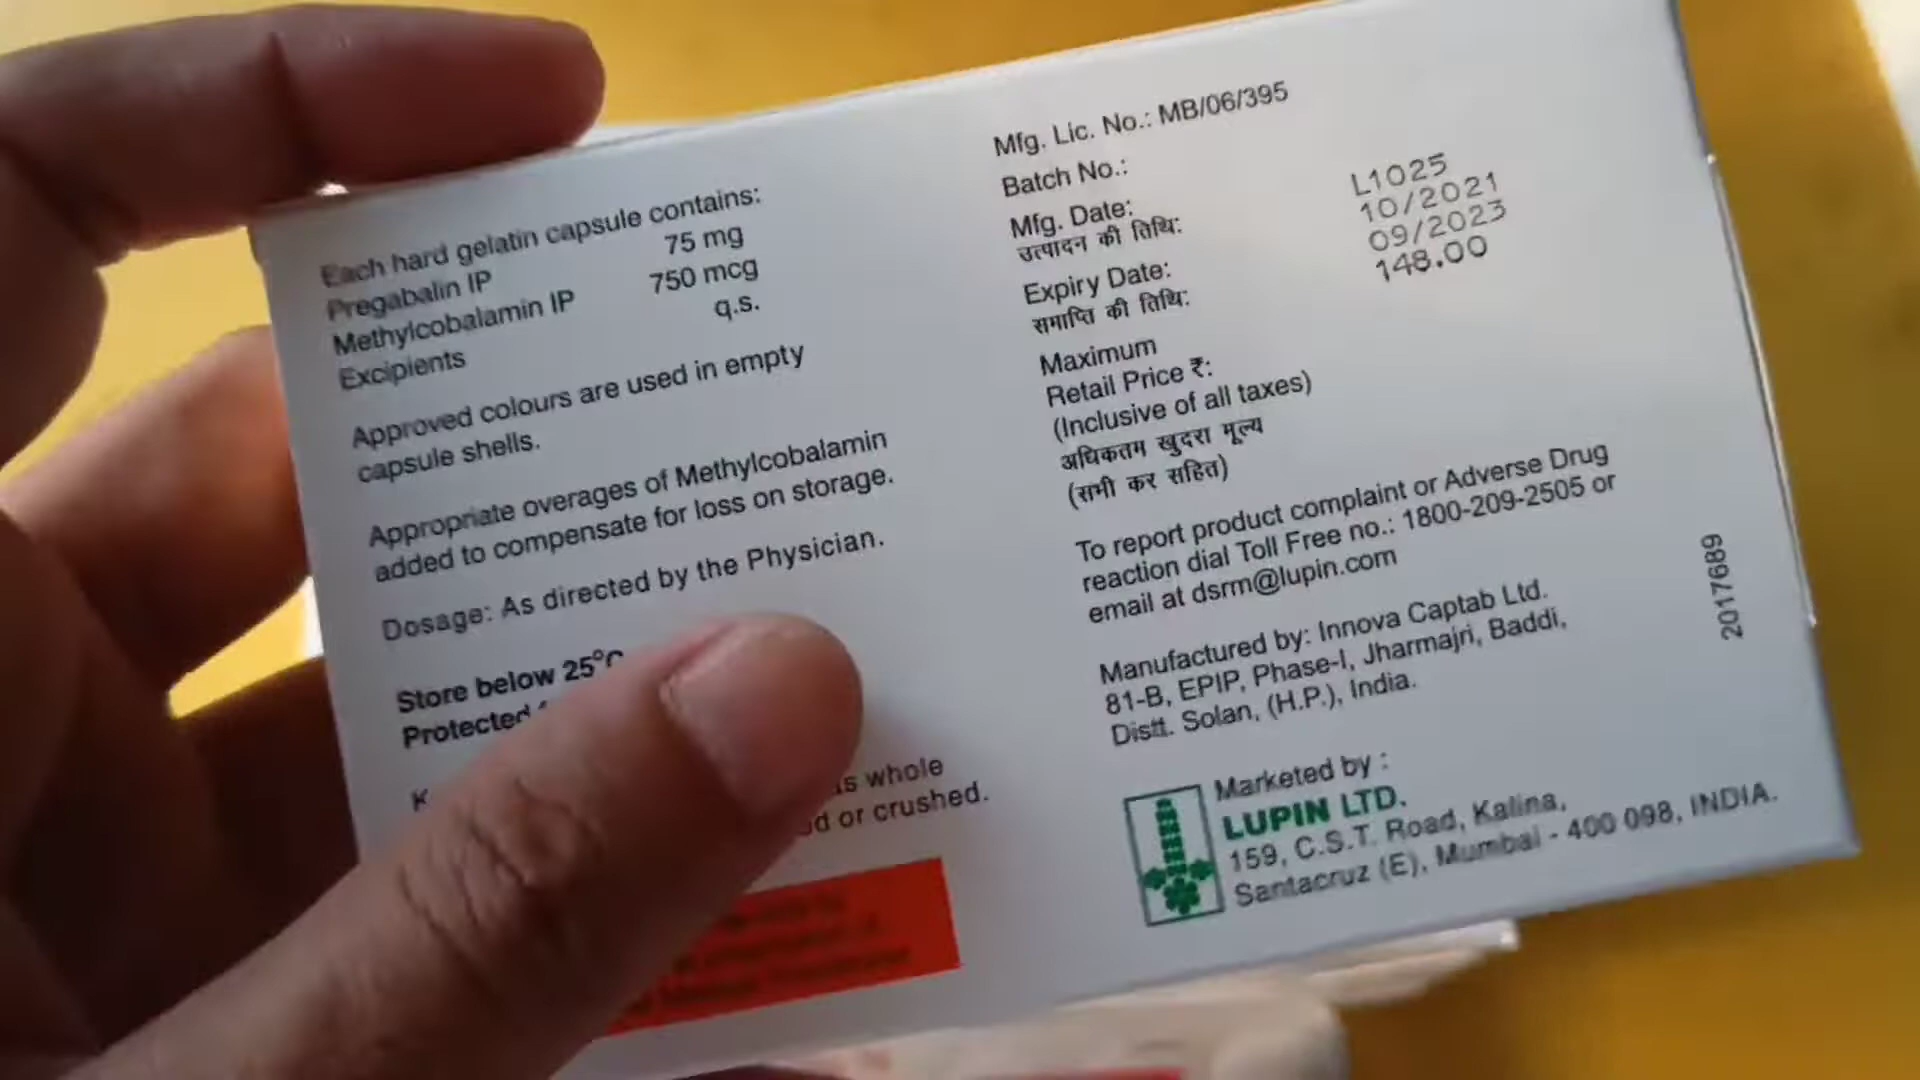 Each hard gelatin capsule contains:
Pregabalin IP 75 mg
Methylcobalamin IP 750 mcg
Excipients q.s.
Approved colours are used in empty
capsule shells.
Appropriate overages of Methylcobalamin
added to compensate for loss on storage.
Dosage: As directed by the Physician.
Store below 25°C
Protected
whole
or crushed.
Mfg. Lic. No.: MB/06/395
Batch No.: L1025
Mfg. Date: 10/2021
उत्पादन की तिथि:
Expiry Date: 09/2023
समाप्ति की तिथि:
Maximum 148.00
Retail Price ₹:
(Inclusive of all taxes)
अधिकतम खुदरा मूल्य
(सभी कर सहित)
To report product complaint or Adverse Drug
reaction dial Toll Free no.: 1800-209-2505 or
email at dsrm@lupin.com
Manufactured by: Innova Captab Ltd.
81-B, EPIP, Phase-I, Jharmajri, Baddi,
Distt. Solan, (H.P.), India.
Marketed by :
LUPIN LTD.
159, C.S.T. Road, Kalina,
Santacruz (E), Mumbai - 400 098, INDIA.
2017689